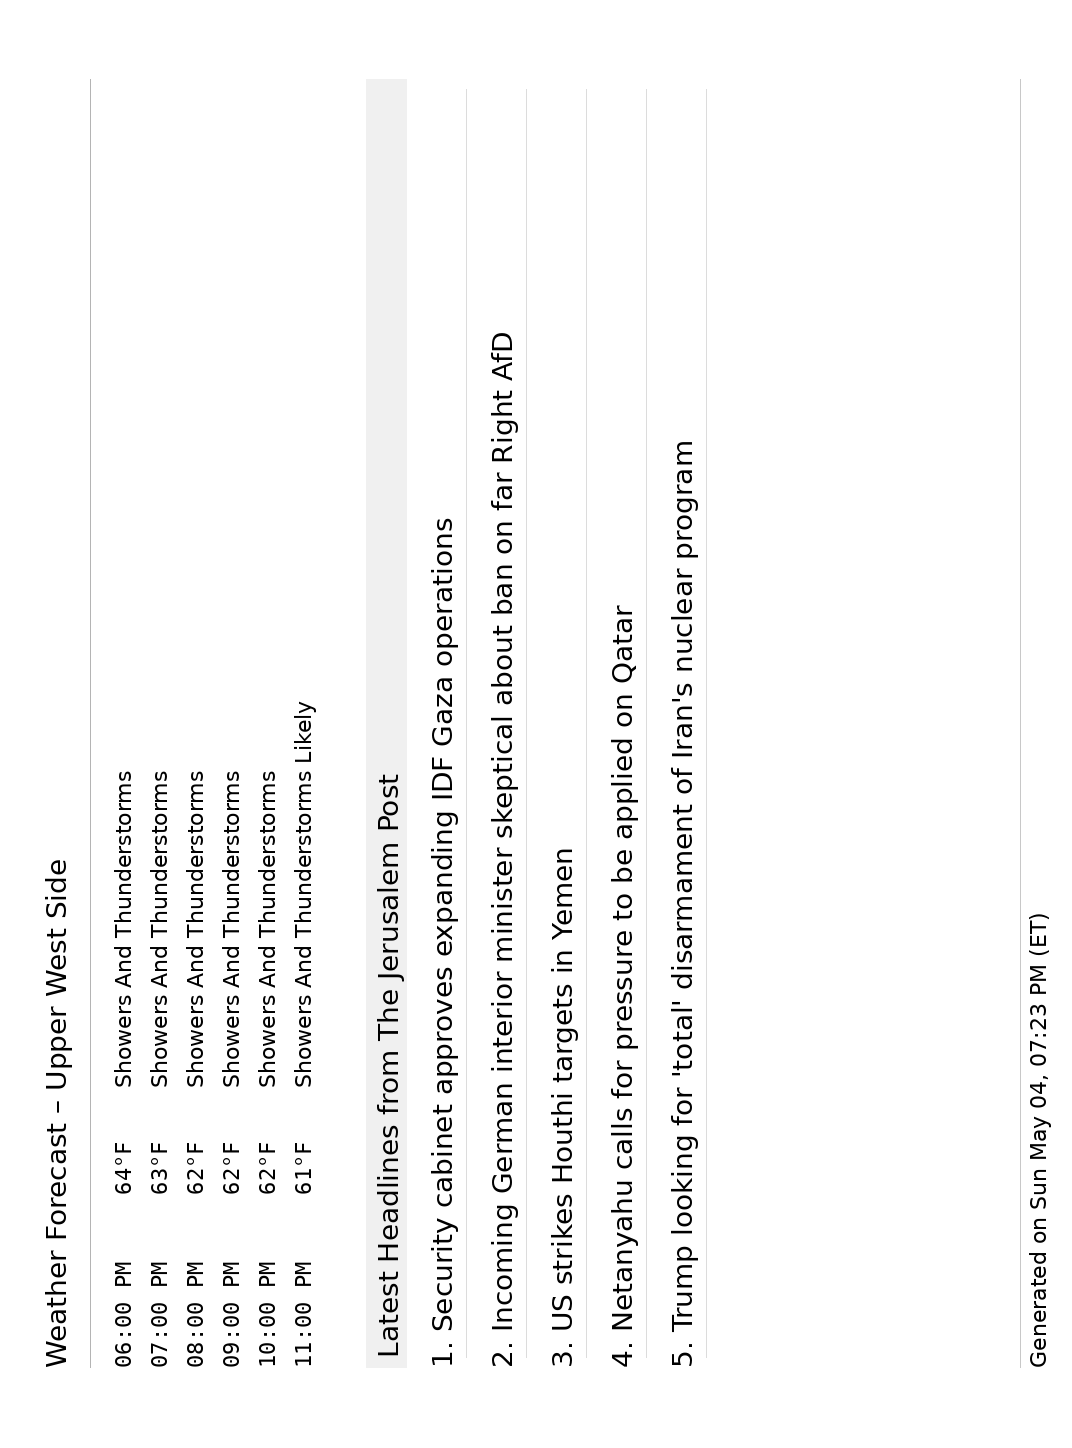 Weather Forecast – Upper West Side
06:00 PM 64°F Showers And Thunderstorms
07:00 PM 63°F Showers And Thunderstorms
08:00 PM 62°F Showers And Thunderstorms
09:00 PM 62°F Showers And Thunderstorms
10:00 PM 62°F Showers And Thunderstorms
11:00 PM 61°F Showers And Thunderstorms Likely
Latest Headlines from The Jerusalem Post
1. Security cabinet approves expanding IDF Gaza operations
2. Incoming German interior minister skeptical about ban on far Right AfD
3. US strikes Houthi targets in Yemen
4. Netanyahu calls for pressure to be applied on Qatar
5. Trump looking for 'total' disarmament of Iran's nuclear program
Generated on Sun May 04, 07:23 PM (ET)